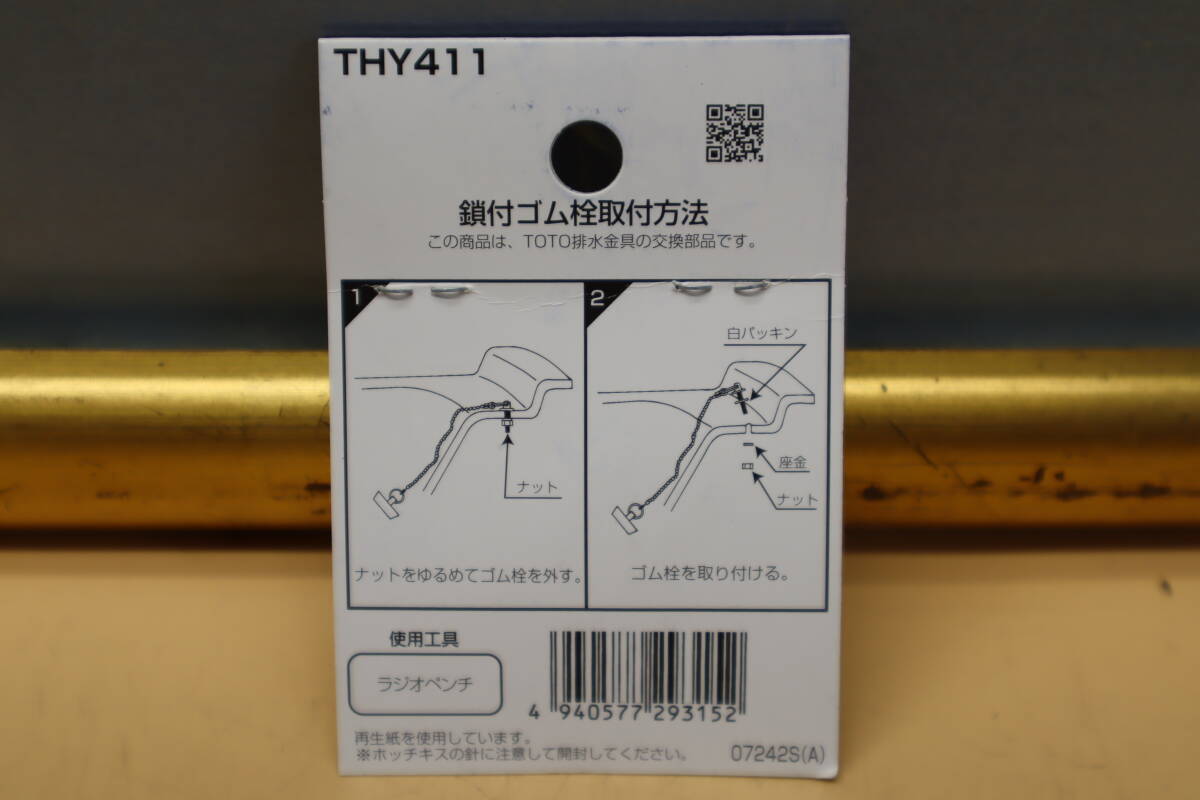 THY411
鎖付ゴム栓取付方法
この商品は、TOTO排水金具の交換部品です。
1
ナット
ナットをゆるめてゴム栓を外す。
2
白パッキン
座金
ナット
ゴム栓を取り付ける。
使用工具
ラジオペンチ
4 940577 293152
再生紙を使用しています。
※ホッチキスの針に注意して開封してください。
07242S(A)